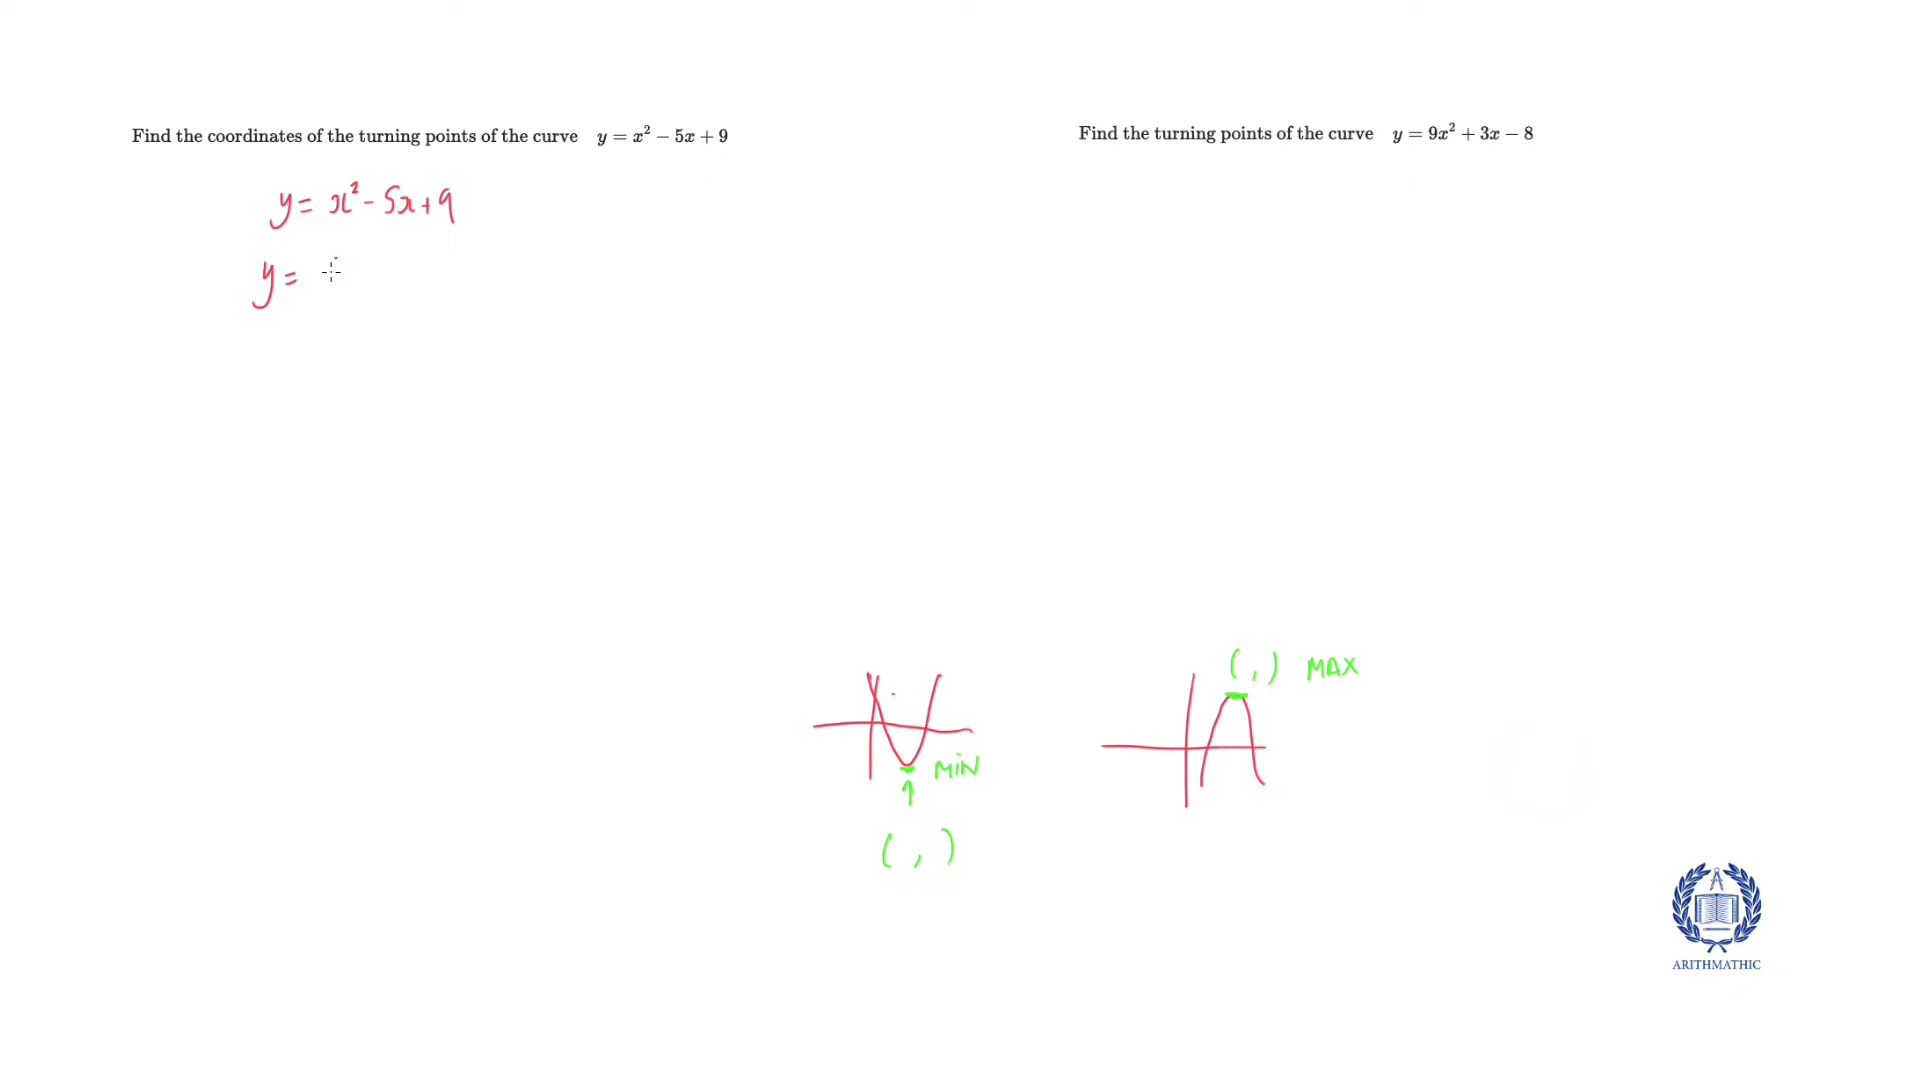 Find the coordinates of the turning points of the curve y = x² − 5x + 9
y = x² - 5x + 9
y =
Find the turning points of the curve y = 9x² + 3x − 8
( , ) MAX
MiN
( , )
ARITHMATHIC